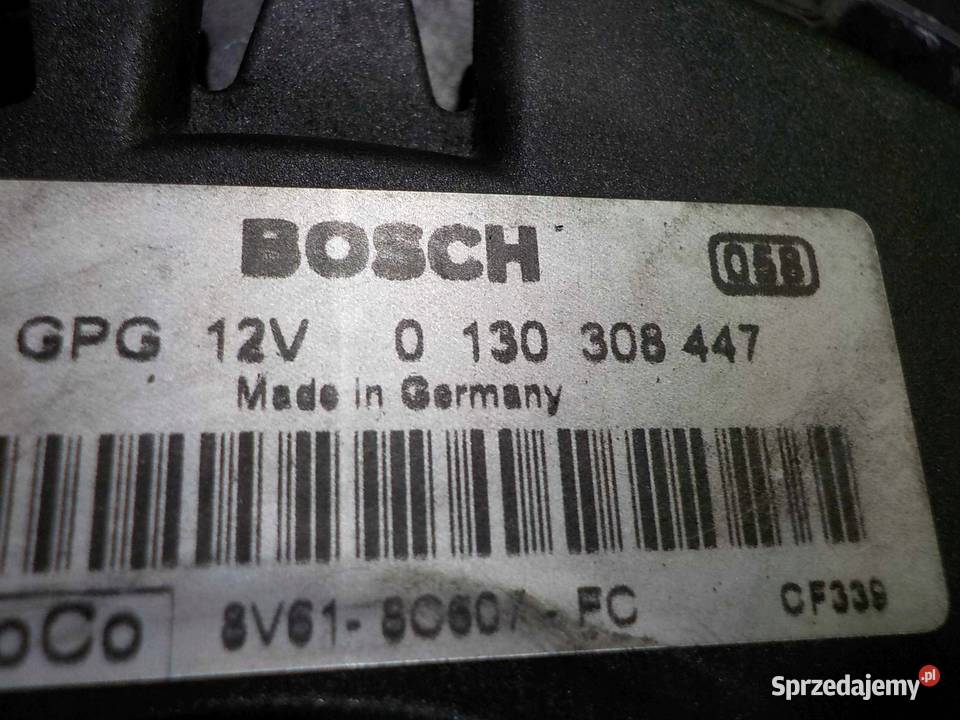 BOSCH 058
GPG 12V 0 130 308 447
Made in Germany
oCo 8V61-8C607-FC CF339
Sprzedajemy.pl